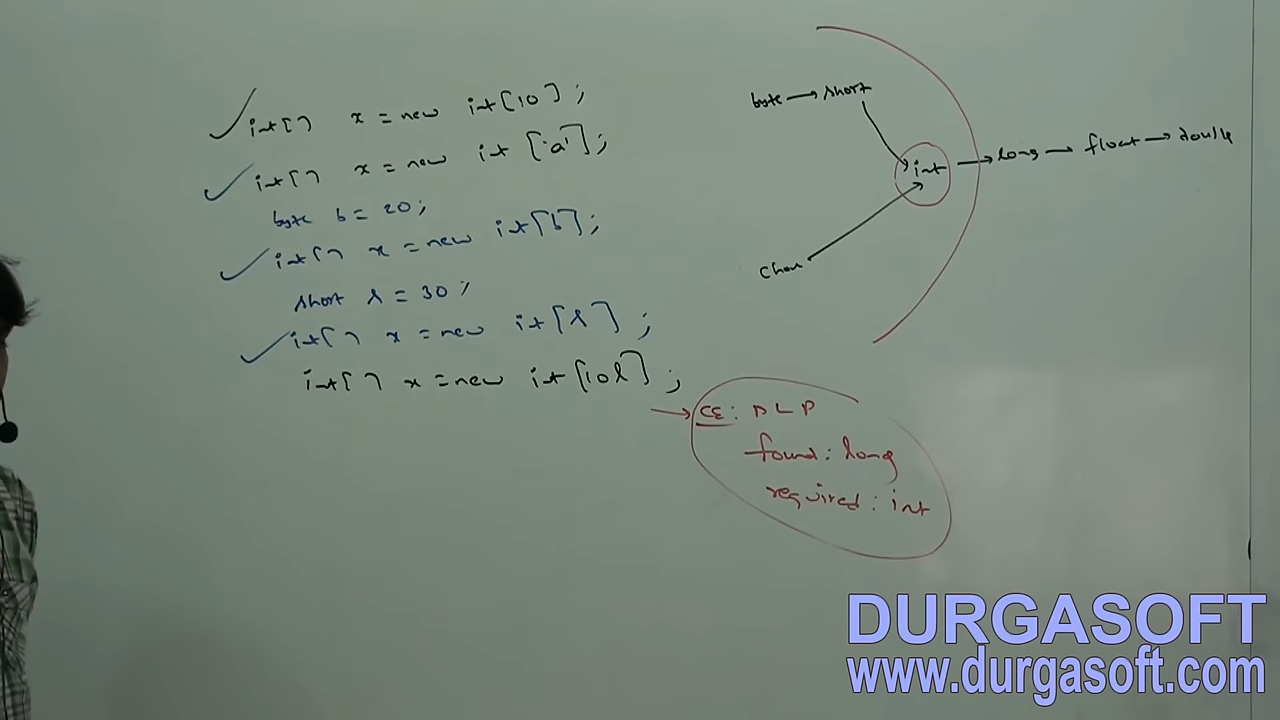 int[] x = new int[10];
int[] x = new int['a'];
byte b = 20;
int[] x = new int[b];
short s = 30;
int[] x = new int[s];
int[] x = new int[10l];
byte → short
int → long → float → double
char
CE: PLP
found: long
required: int
DURGASOFT
www.durgasoft.com